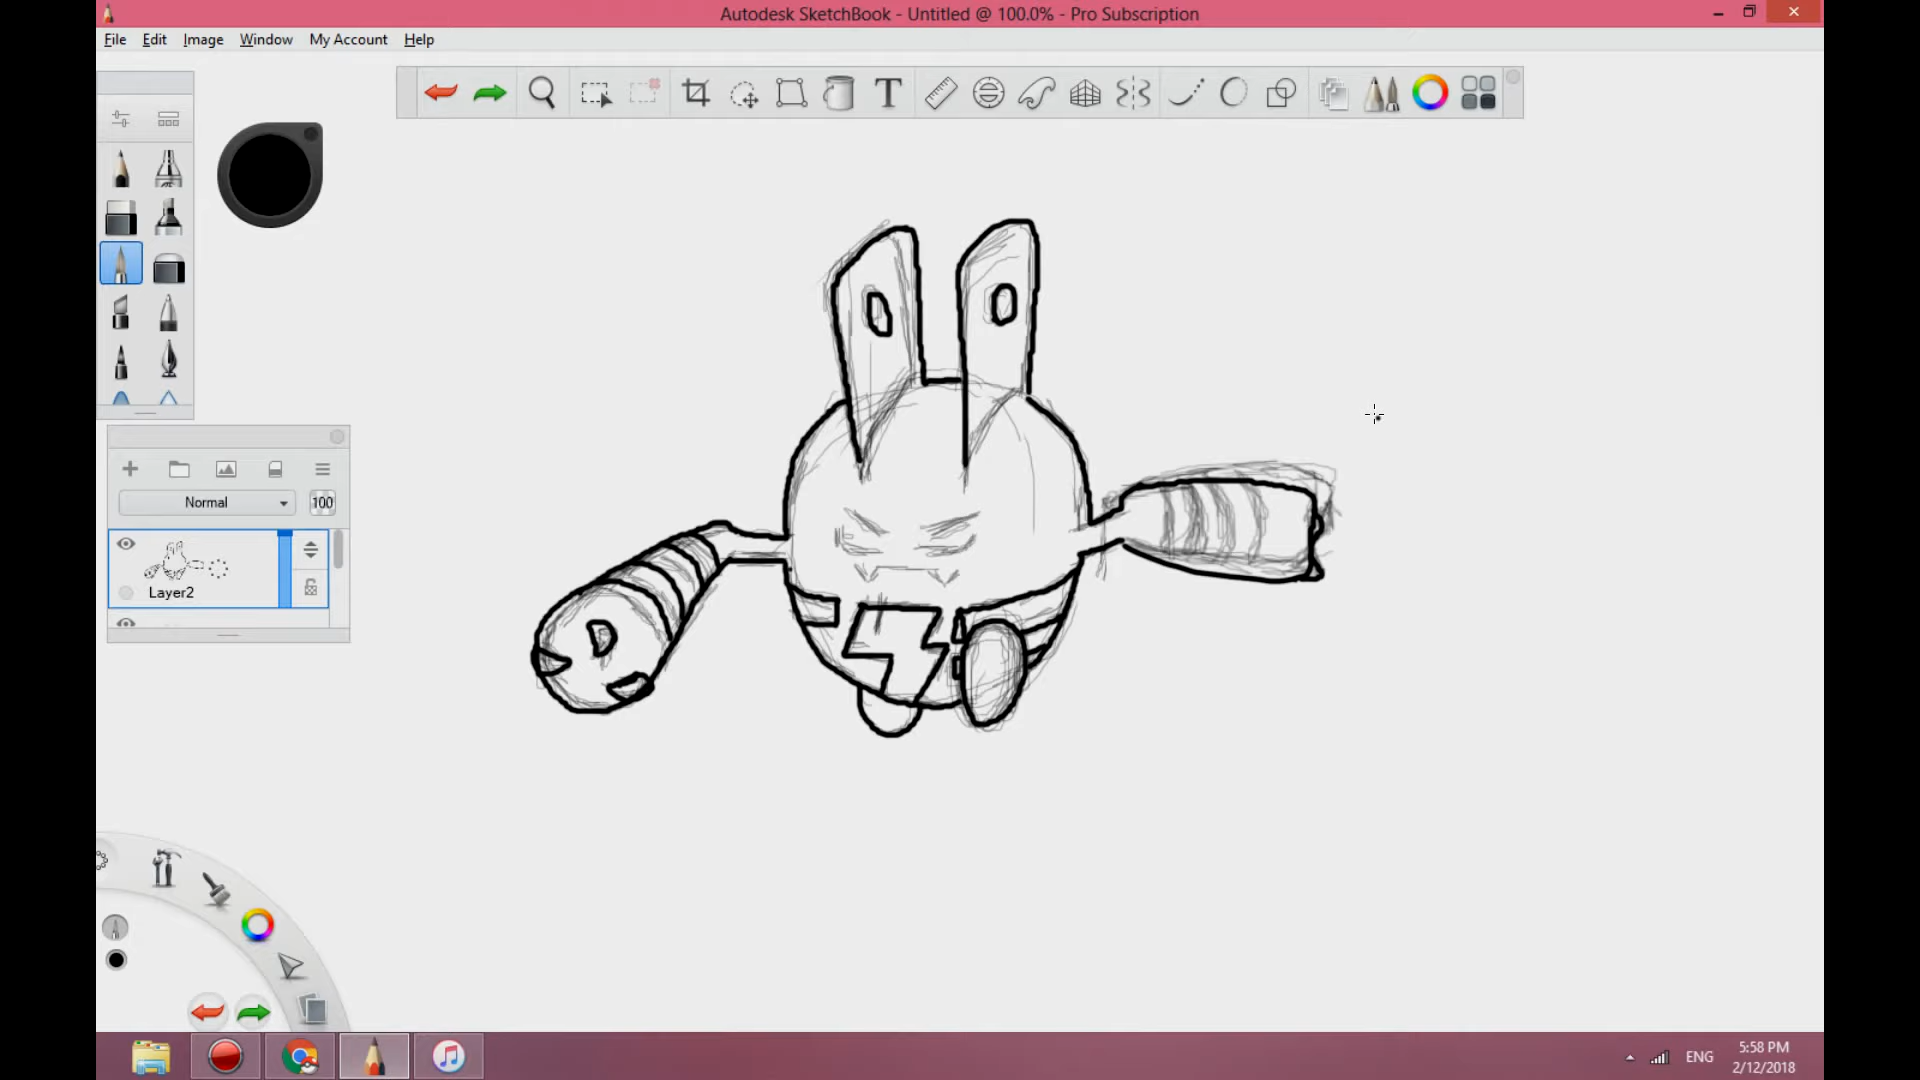 Autodesk SketchBook - Untitled @ 100.0% - Pro Subscription
File Edit Image Window My Account Help
T
Normal 100
Layer2
ENG
5:58 PM
2/12/2018